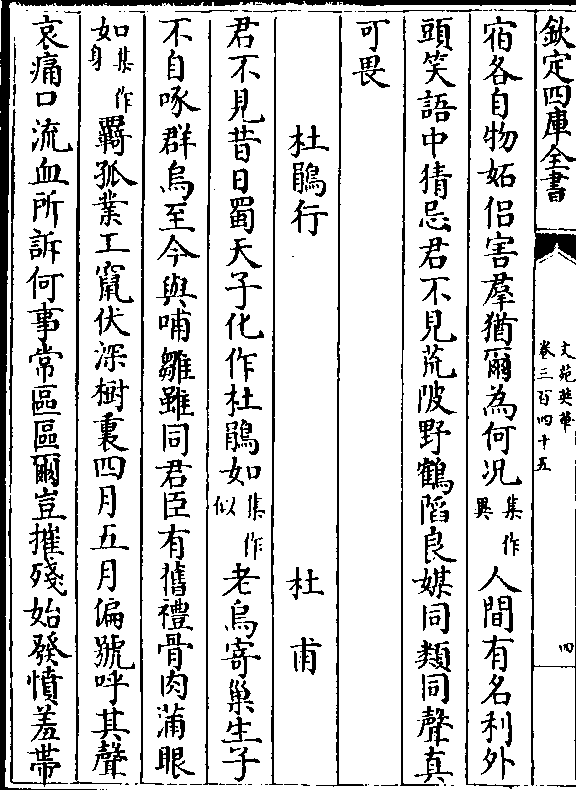 欽定四庫全書
文苑英華
卷三百四十五
四
宿各自物妬侶害羣猶爾為何况集作異人間有名利外
頭笑語中猜忌君不見荒陂野鶴陷良媒同類同聲真
可畏
杜鵑行　杜甫
君不見昔日蜀天子化作杜鵑如集作似老烏寄巢生子
不自啄群鳥至今與哺雛雖同君臣有舊禮骨肉滿眼
如集作身羇孤業工竄伏深樹裏四月五月偏號呼其聲
哀痛口流血所訴何事常區區爾豈摧殘始發憤羞帶